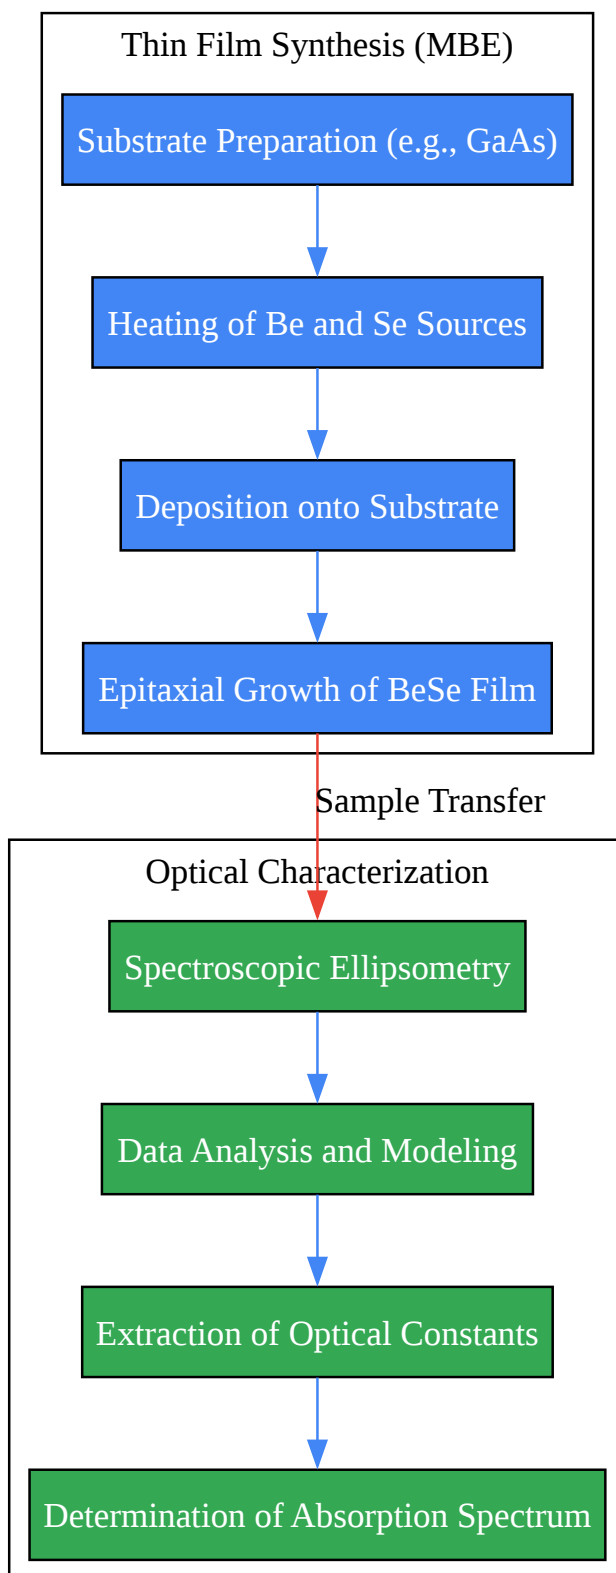 Thin Film Synthesis (MBE)
Substrate Preparation (e.g., GaAs)
Heating of Be and Se Sources
Deposition onto Substrate
Epitaxial Growth of BeSe Film
Sample Transfer
Optical Characterization
Spectroscopic Ellipsometry
Data Analysis and Modeling
Extraction of Optical Constants
Determination of Absorption Spectrum